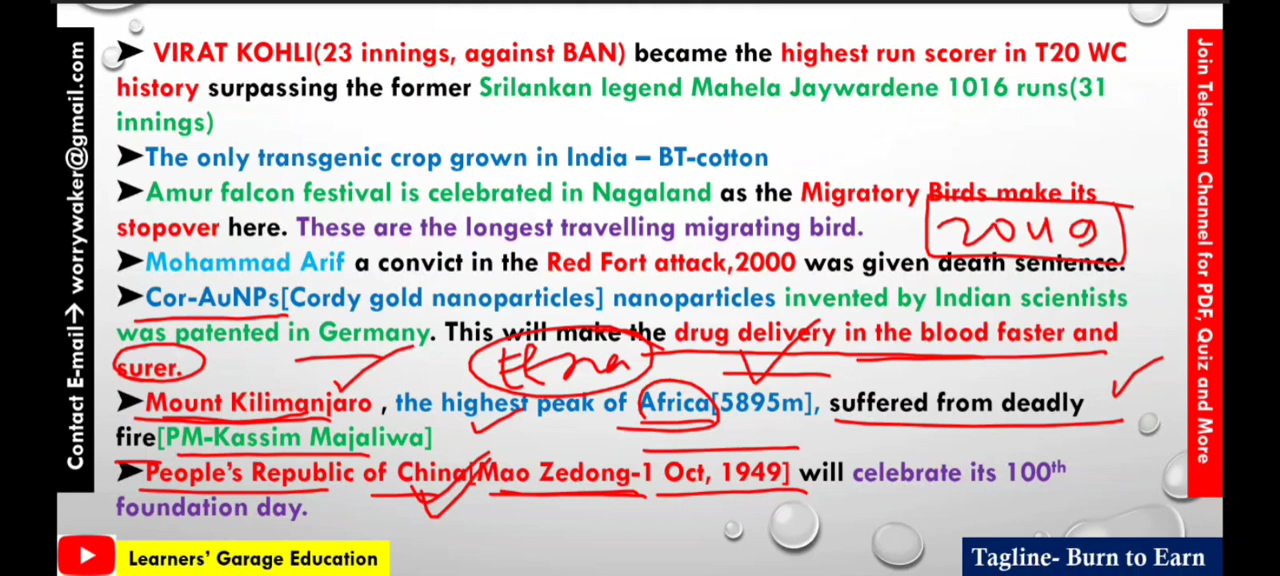 ➤ VIRAT KOHLI(23 innings, against BAN) became the highest run scorer in T20 WC
history surpassing the former Srilankan legend Mahela Jaywardene 1016 runs(31
innings)
➤The only transgenic crop grown in India – BT-cotton
➤Amur falcon festival is celebrated in Nagaland as the Migratory Birds make its
stopover here. These are the longest travelling migrating bird.
2049
➤Mohammad Arif a convict in the Red Fort attack,2000 was given death sentence.
➤Cor-AuNPs[Cordy gold nanoparticles] nanoparticles invented by Indian scientists
was patented in Germany. This will make the drug delivery in the blood faster and
surer.
➤Mount Kilimanjaro , the highest peak of Africa[5895m], suffered from deadly
fire[PM-Kassim Majaliwa]
➤People's Republic of China[Mao Zedong-1 Oct, 1949] will celebrate its 100th
foundation day.
Learners' Garage Education
Tagline- Burn to Earn
Contact E-mail→ worrywaker@gmail.com
Join Telegram Channel for PDF, Quiz and More